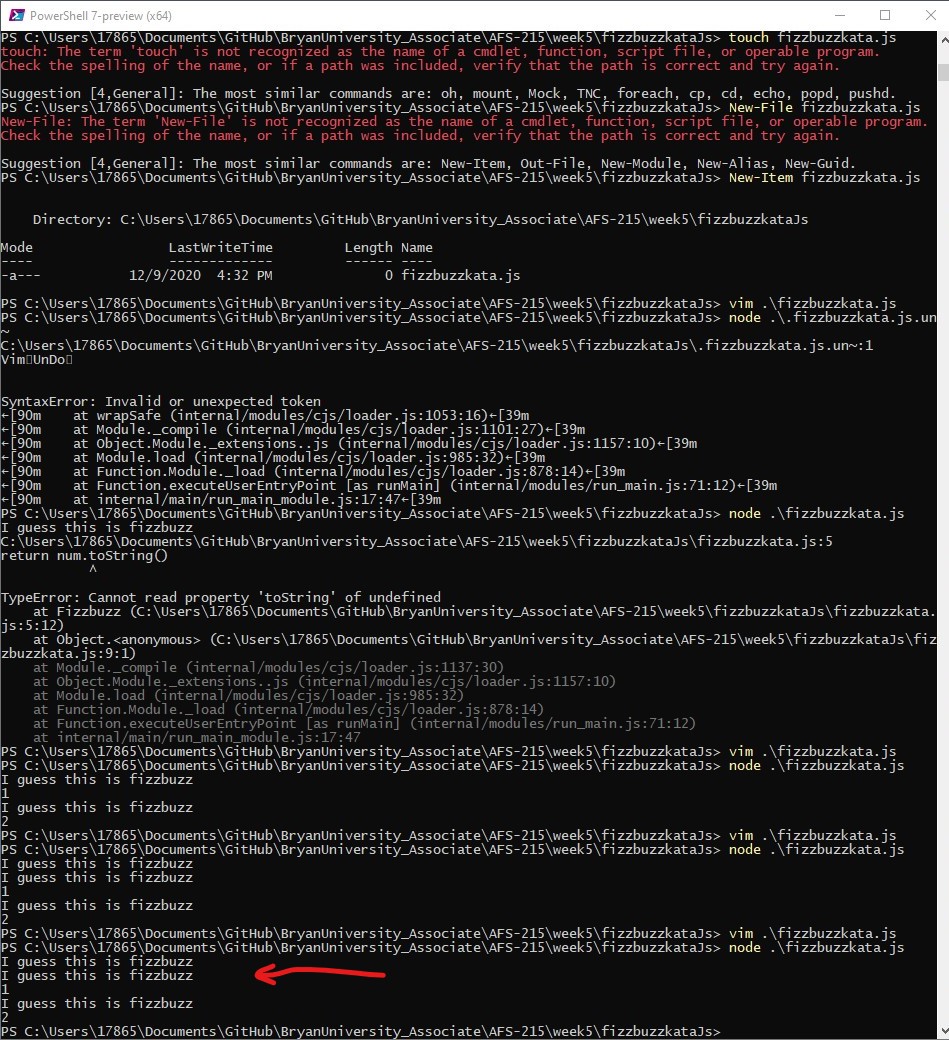 PowerShell 7-preview (x64)
PS C:\Users\17865\Documents\GitHub\BryanUniversity_Associate\AFS-215\week5\fizzbuzzkataJs> touch fizzbuzzkata.js
touch: The term 'touch' is not recognized as the name of a cmdlet, function, script file, or operable program.
Check the spelling of the name, or if a path was included, verify that the path is correct and try again.
Suggestion [4,General]: The most similar commands are: oh, mount, Mock, TNC, foreach, cp, cd, echo, popd, pushd.
PS C:\Users\17865\Documents\GitHub\BryanUniversity_Associate\AFS-215\week5\fizzbuzzkataJs> New-File fizzbuzzkata.js
New-File: The term 'New-File' is not recognized as the name of a cmdlet, function, script file, or operable program.
Check the spelling of the name, or if a path was included, verify that the path is correct and try again.
Suggestion [4,General]: The most similar commands are: New-Item, Out-File, New-Module, New-Alias, New-Guid.
PS C:\Users\17865\Documents\GitHub\BryanUniversity_Associate\AFS-215\week5\fizzbuzzkataJs> New-Item fizzbuzzkata.js
    Directory: C:\Users\17865\Documents\GitHub\BryanUniversity_Associate\AFS-215\week5\fizzbuzzkataJs
Mode                 LastWriteTime         Length Name
----                 -------------         ------ ----
-a---           12/9/2020  4:32 PM              0 fizzbuzzkata.js
PS C:\Users\17865\Documents\GitHub\BryanUniversity_Associate\AFS-215\week5\fizzbuzzkataJs> vim .\fizzbuzzkata.js
PS C:\Users\17865\Documents\GitHub\BryanUniversity_Associate\AFS-215\week5\fizzbuzzkataJs> node .\.fizzbuzzkata.js.un
~
C:\Users\17865\Documents\GitHub\BryanUniversity_Associate\AFS-215\week5\fizzbuzzkataJs\.fizzbuzzkata.js.un~:1
Vim▯UnDo▯
SyntaxError: Invalid or unexpected token
←[90m    at wrapSafe (internal/modules/cjs/loader.js:1053:16)←[39m
←[90m    at Module._compile (internal/modules/cjs/loader.js:1101:27)←[39m
←[90m    at Object.Module._extensions..js (internal/modules/cjs/loader.js:1157:10)←[39m
←[90m    at Module.load (internal/modules/cjs/loader.js:985:32)←[39m
←[90m    at Function.Module._load (internal/modules/cjs/loader.js:878:14)←[39m
←[90m    at Function.executeUserEntryPoint [as runMain] (internal/modules/run_main.js:71:12)←[39m
←[90m    at internal/main/run_main_module.js:17:47←[39m
PS C:\Users\17865\Documents\GitHub\BryanUniversity_Associate\AFS-215\week5\fizzbuzzkataJs> node .\fizzbuzzkata.js
I guess this is fizzbuzz
C:\Users\17865\Documents\GitHub\BryanUniversity_Associate\AFS-215\week5\fizzbuzzkataJs\fizzbuzzkata.js:5
return num.toString()
           ^
TypeError: Cannot read property 'toString' of undefined
    at Fizzbuzz (C:\Users\17865\Documents\GitHub\BryanUniversity_Associate\AFS-215\week5\fizzbuzzkataJs\fizzbuzzkata.
js:5:12)
    at Object.<anonymous> (C:\Users\17865\Documents\GitHub\BryanUniversity_Associate\AFS-215\week5\fizzbuzzkataJs\fiz
zbuzzkata.js:9:1)
    at Module._compile (internal/modules/cjs/loader.js:1137:30)
    at Object.Module._extensions..js (internal/modules/cjs/loader.js:1157:10)
    at Module.load (internal/modules/cjs/loader.js:985:32)
    at Function.Module._load (internal/modules/cjs/loader.js:878:14)
    at Function.executeUserEntryPoint [as runMain] (internal/modules/run_main.js:71:12)
    at internal/main/run_main_module.js:17:47
PS C:\Users\17865\Documents\GitHub\BryanUniversity_Associate\AFS-215\week5\fizzbuzzkataJs> vim .\fizzbuzzkata.js
PS C:\Users\17865\Documents\GitHub\BryanUniversity_Associate\AFS-215\week5\fizzbuzzkataJs> node .\fizzbuzzkata.js
I guess this is fizzbuzz
1
I guess this is fizzbuzz
2
PS C:\Users\17865\Documents\GitHub\BryanUniversity_Associate\AFS-215\week5\fizzbuzzkataJs> vim .\fizzbuzzkata.js
PS C:\Users\17865\Documents\GitHub\BryanUniversity_Associate\AFS-215\week5\fizzbuzzkataJs> node .\fizzbuzzkata.js
I guess this is fizzbuzz
I guess this is fizzbuzz
1
I guess this is fizzbuzz
2
PS C:\Users\17865\Documents\GitHub\BryanUniversity_Associate\AFS-215\week5\fizzbuzzkataJs> vim .\fizzbuzzkata.js
PS C:\Users\17865\Documents\GitHub\BryanUniversity_Associate\AFS-215\week5\fizzbuzzkataJs> node .\fizzbuzzkata.js
I guess this is fizzbuzz
I guess this is fizzbuzz
1
I guess this is fizzbuzz
2
PS C:\Users\17865\Documents\GitHub\BryanUniversity_Associate\AFS-215\week5\fizzbuzzkataJs>